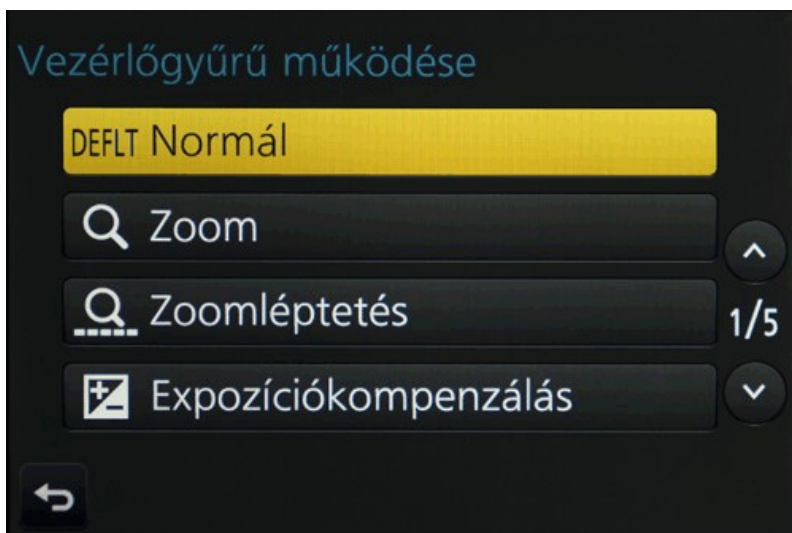 Vezérlőgyűrű működése
DEFLT Normál
Zoom
Zoomléptetés
1/5
Expozíciókompenzálás